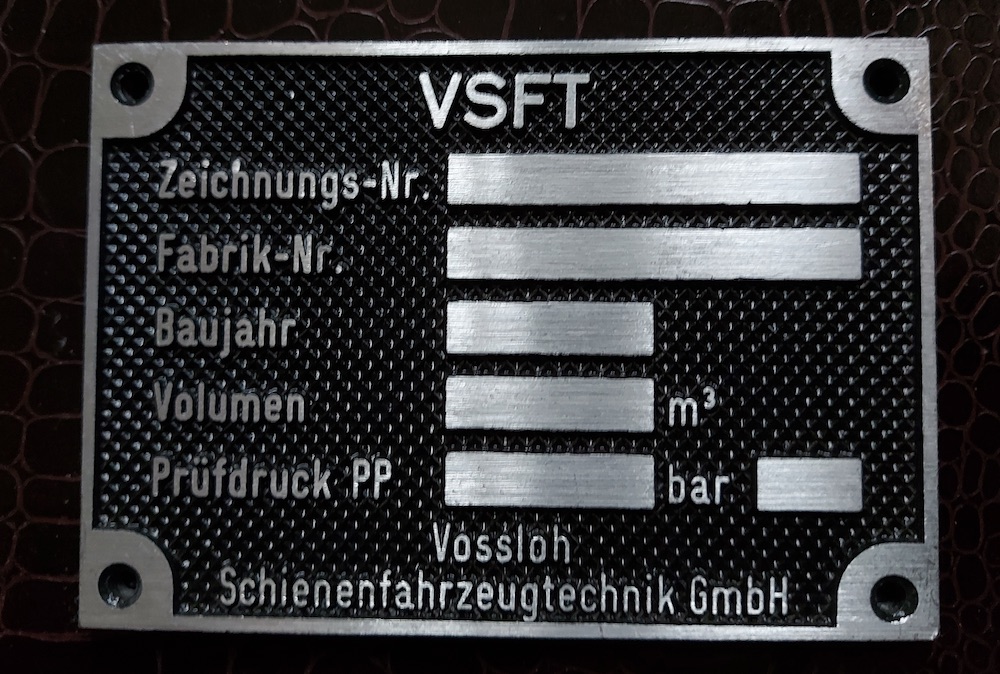 VSFT
Zeichnungs-Nr.
Fabrik-Nr.
Baujahr
Volumen m³
Prüfdruck PP bar
Vossloh
Schienenfahrzeugtechnik GmbH